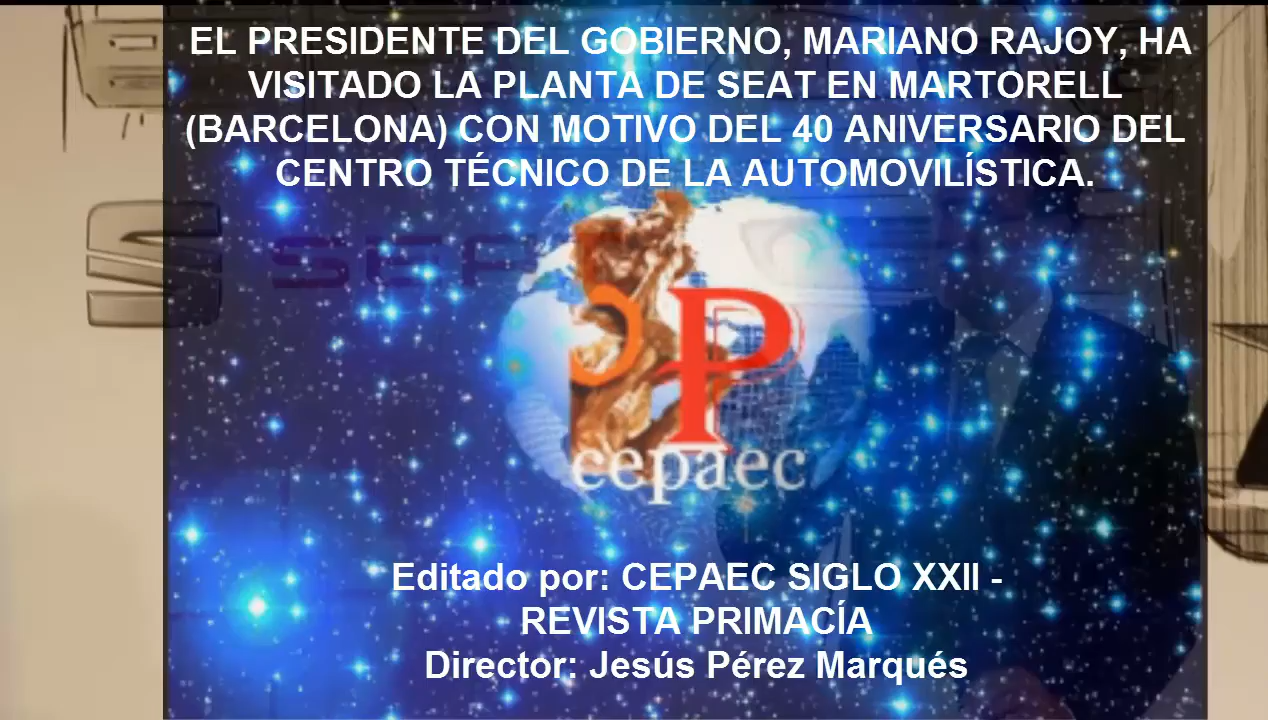 EL PRESIDENTE DEL GOBIERNO, MARIANO RAJOY, HA
VISITADO LA PLANTA DE SEAT EN MARTORELL
(BARCELONA) CON MOTIVO DEL 40 ANIVERSARIO DEL
CENTRO TÉCNICO DE LA AUTOMOVILÍSTICA.
SEAT
P
cepaec
Editado por: CEPAEC SIGLO XXII -
REVISTA PRIMACÍA
Director: Jesús Pérez Marqués